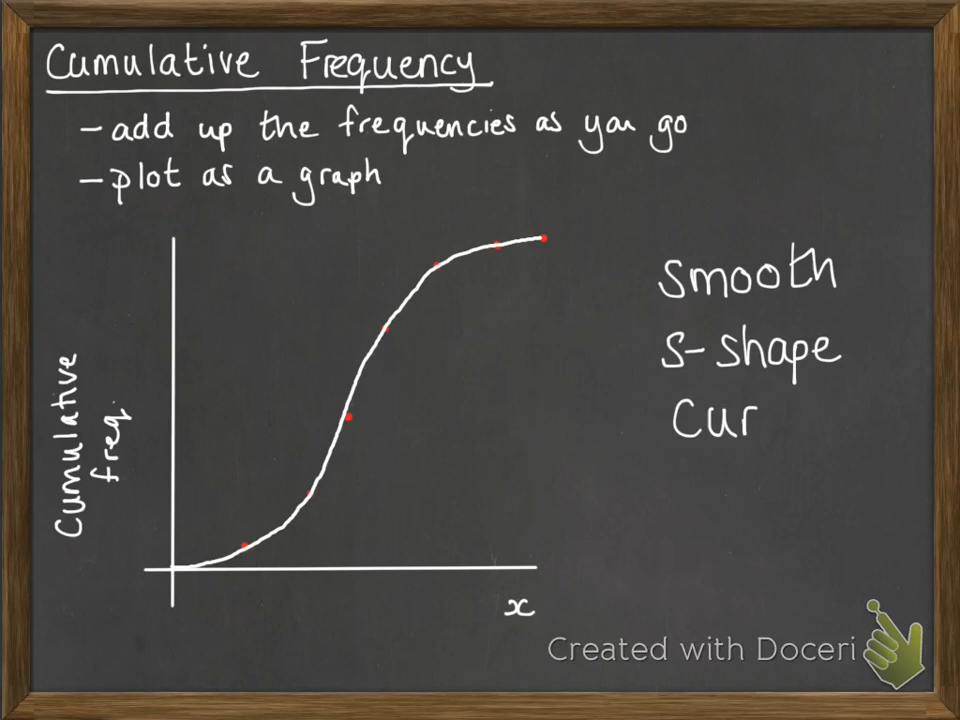 Cumulative Frequency
- add up the frequencies as you go
- plot as a graph
Cumulative
freq.
x
Smooth
S-shape
Cur
Created with Doceri